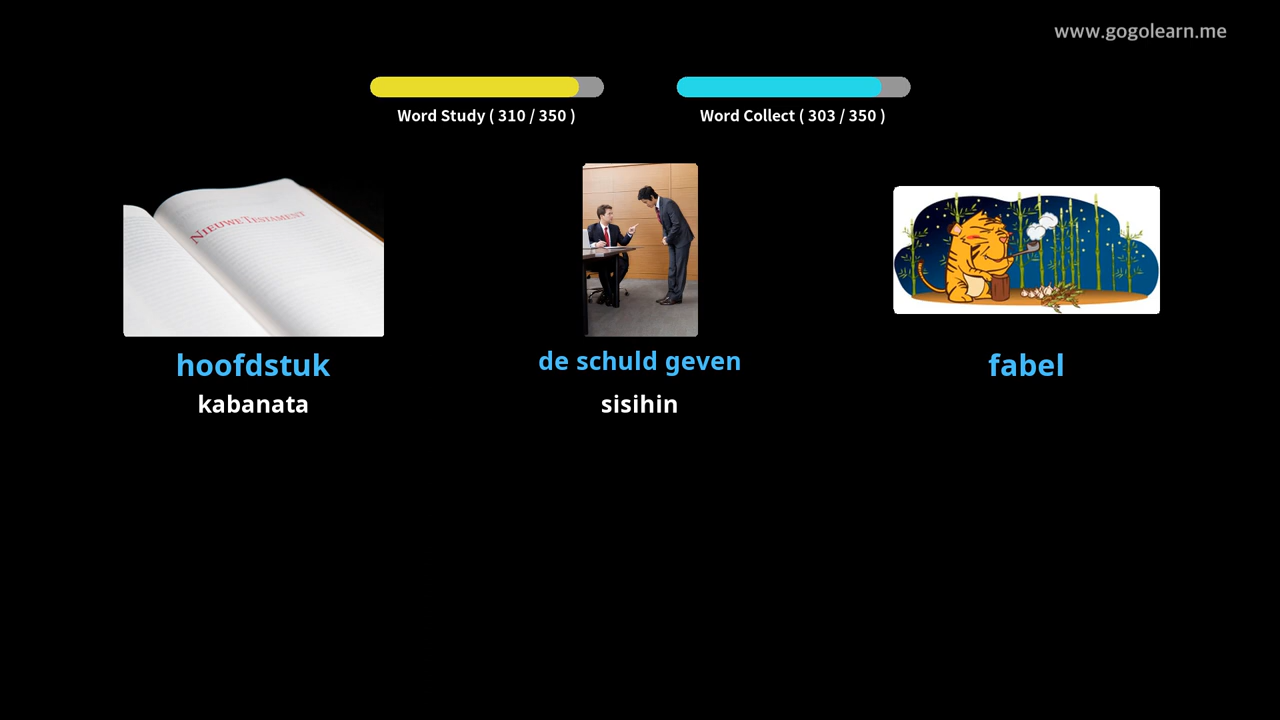 www.gogolearn.me
Word Study ( 310 / 350 )
Word Collect ( 303 / 350 )
NIEUWE TESTAMENT
hoofdstuk
de schuld geven
fabel
kabanata
sisihin